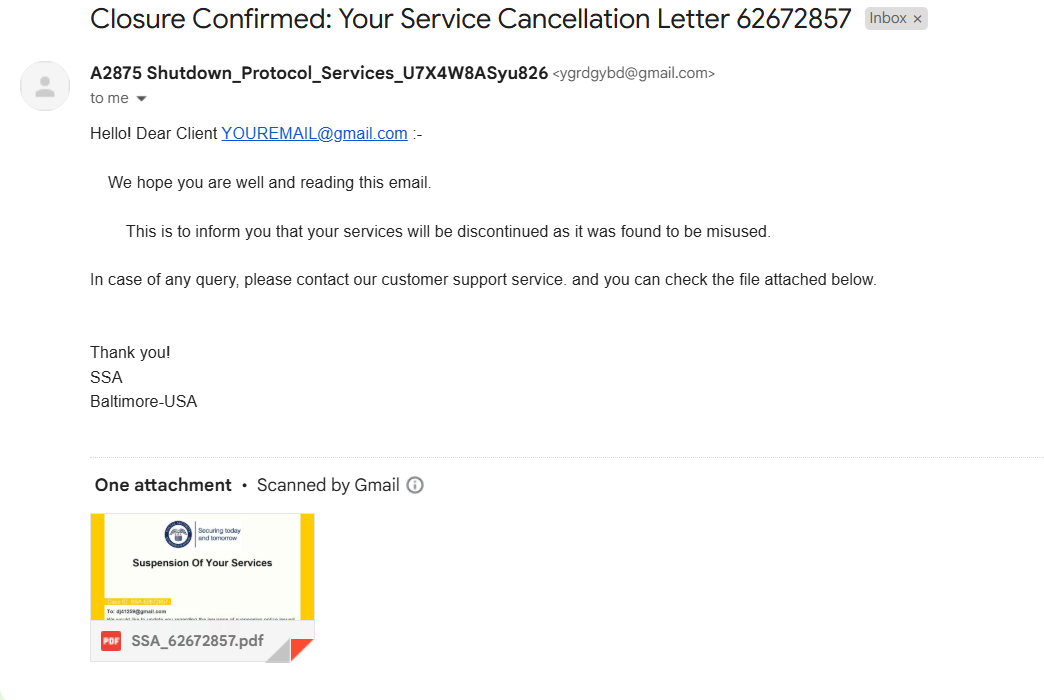 Closure Confirmed: Your Service Cancellation Letter 62672857 Inbox ×
A2875 Shutdown_Protocol_Services_U7X4W8ASyu826 <ygrdgybd@gmail.com>
to me
Hello! Dear Client YOUREMAIL@gmail.com :-
We hope you are well and reading this email.
This is to inform you that your services will be discontinued as it was found to be misused.
In case of any query, please contact our customer support service. and you can check the file attached below.
Thank you!
SSA
Baltimore-USA
One attachment • Scanned by Gmail
Securing today
and tomorrow
Suspension Of Your Services
To: dj41259@gmail.com
PDF SSA_62672857.pdf